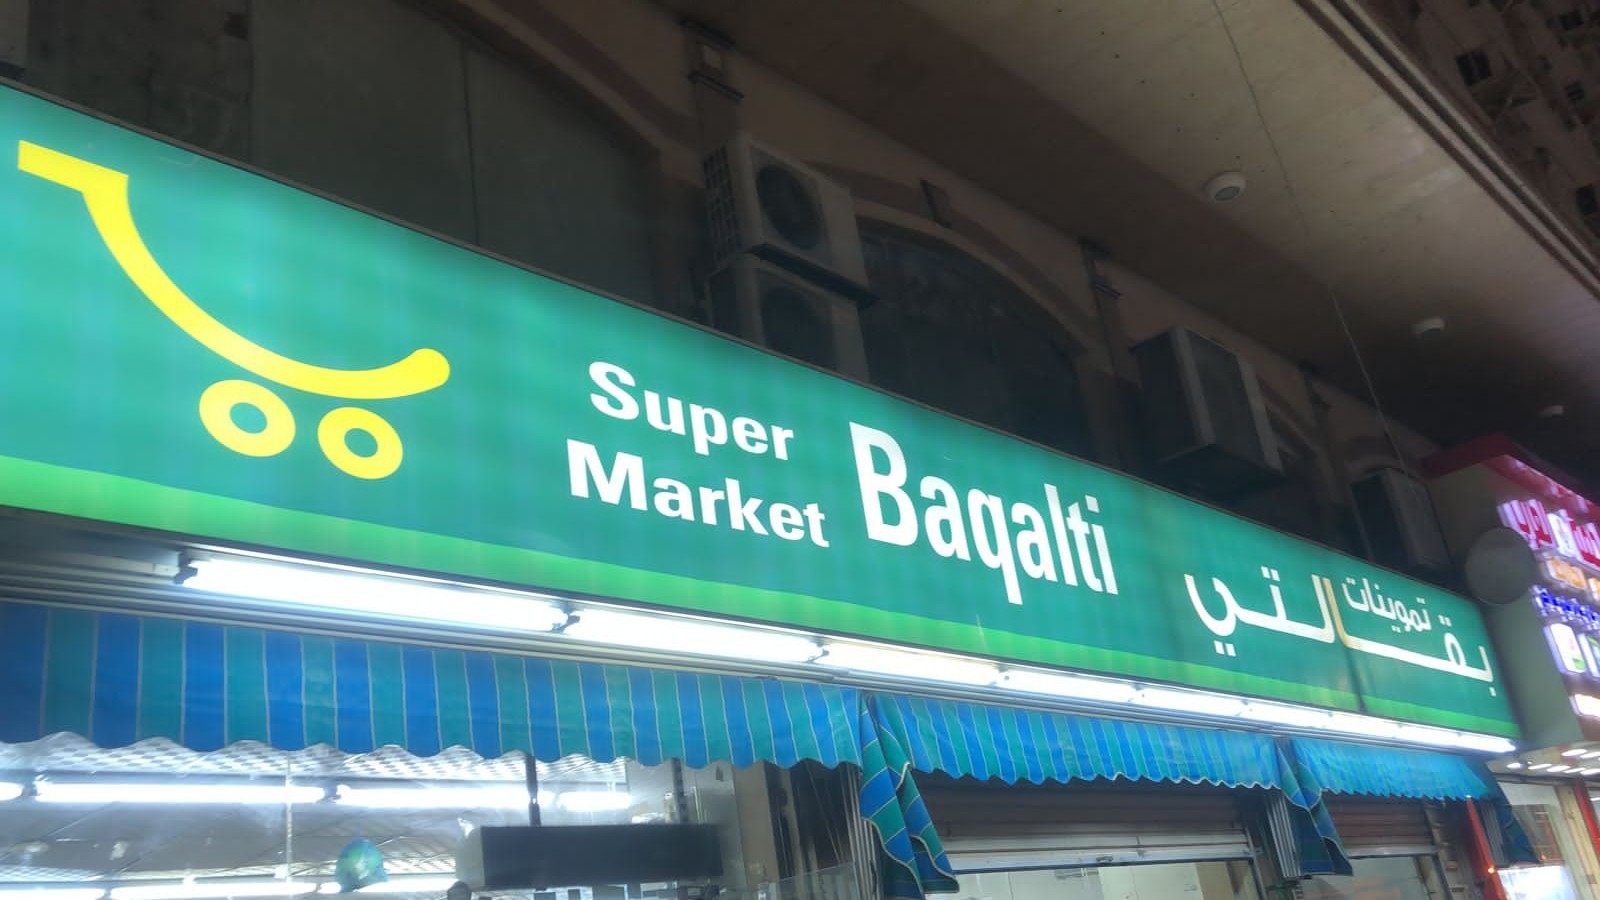 Super
Market
Baqalti
تموينات
بقالتي